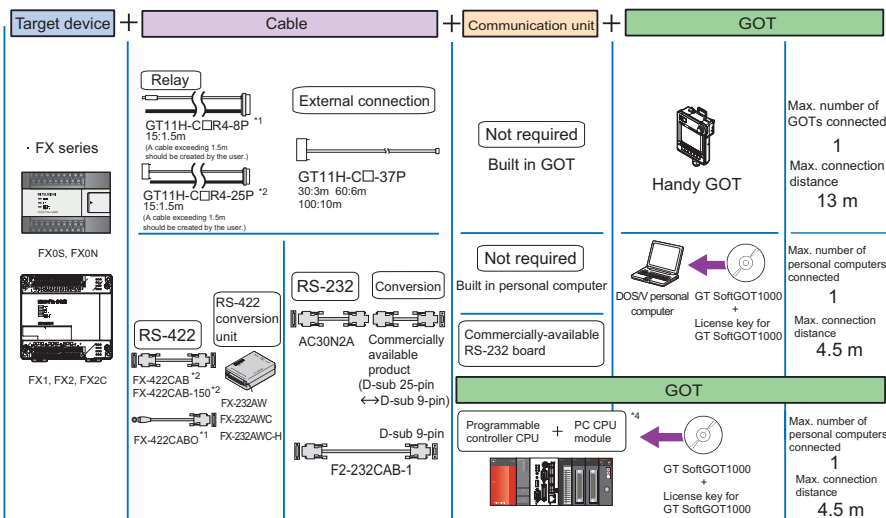 Target device
+
Cable
+
Communication unit
+
GOT
· FX series
FX0S, FX0N
FX1, FX2, FX2C
Relay
GT11H-C□R4-8P *1
15:1.5m
(A cable exceeding 1.5m
should be created by the user.)
GT11H-C□R4-25P *2
15:1.5m
(A cable exceeding 1.5m
should be created by the user.)
External connection
GT11H-C□-37P
30:3m 60:6m
100:10m
Not required
Built in GOT
Handy GOT
Max. number of
GOTs connected
1
Max. connection
distance
13 m
RS-422
FX-422CAB *2
FX-422CAB-150 *2
FX-422CABO *1
RS-422
conversion
unit
FX-232AW
FX-232AWC
FX-232AWC-H
RS-232
AC30N2A
Conversion
Commercially
available
product
(D-sub 25-pin
↔D-sub 9-pin)
D-sub 9-pin
F2-232CAB-1
Not required
Built in personal computer
Commercially-available
RS-232 board
DOS/V personal
computer
GT SoftGOT1000
+
License key for
GT SoftGOT1000
Max. number of
personal computers
connected
1
Max. connection
distance
4.5 m
GOT
Programmable
controller CPU
+
PC CPU
module
*4
GT SoftGOT1000
+
License key for
GT SoftGOT1000
Max. number of
personal computers
connected
1
Max. connection
distance
4.5 m